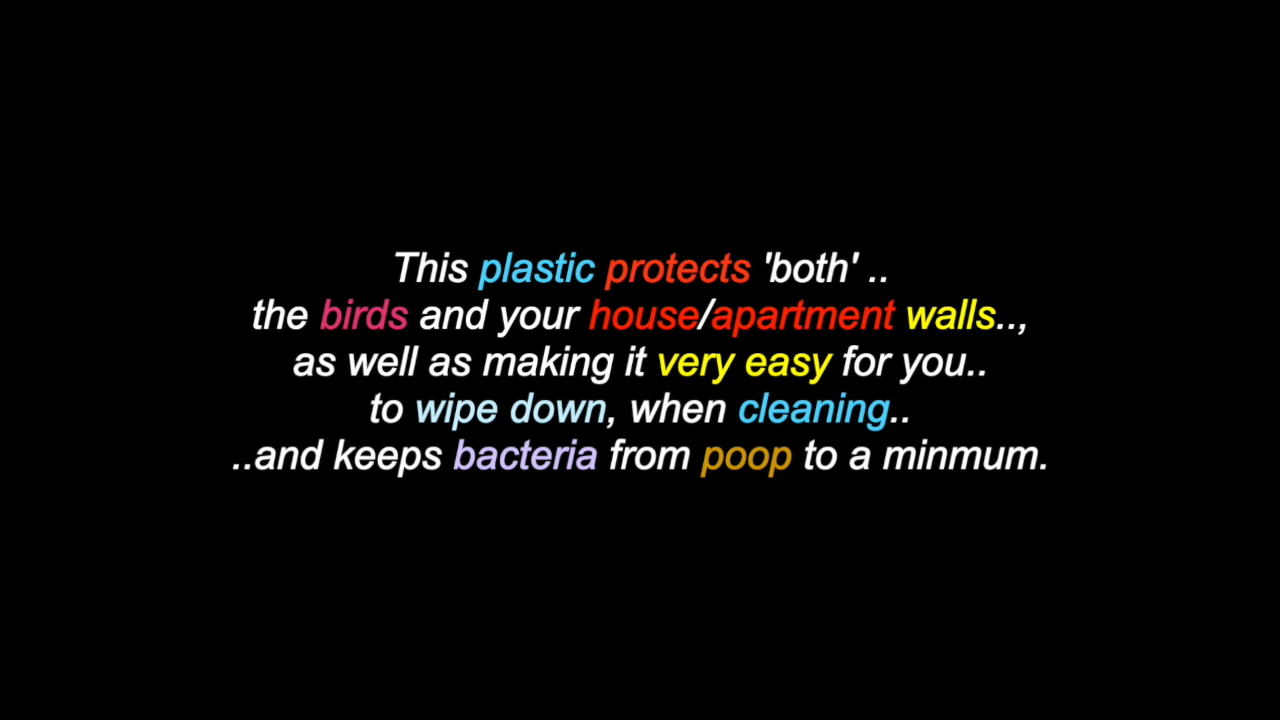 This plastic protects 'both' ..
the birds and your house/apartment walls..,
as well as making it very easy for you..
to wipe down, when cleaning..
..and keeps bacteria from poop to a minmum.